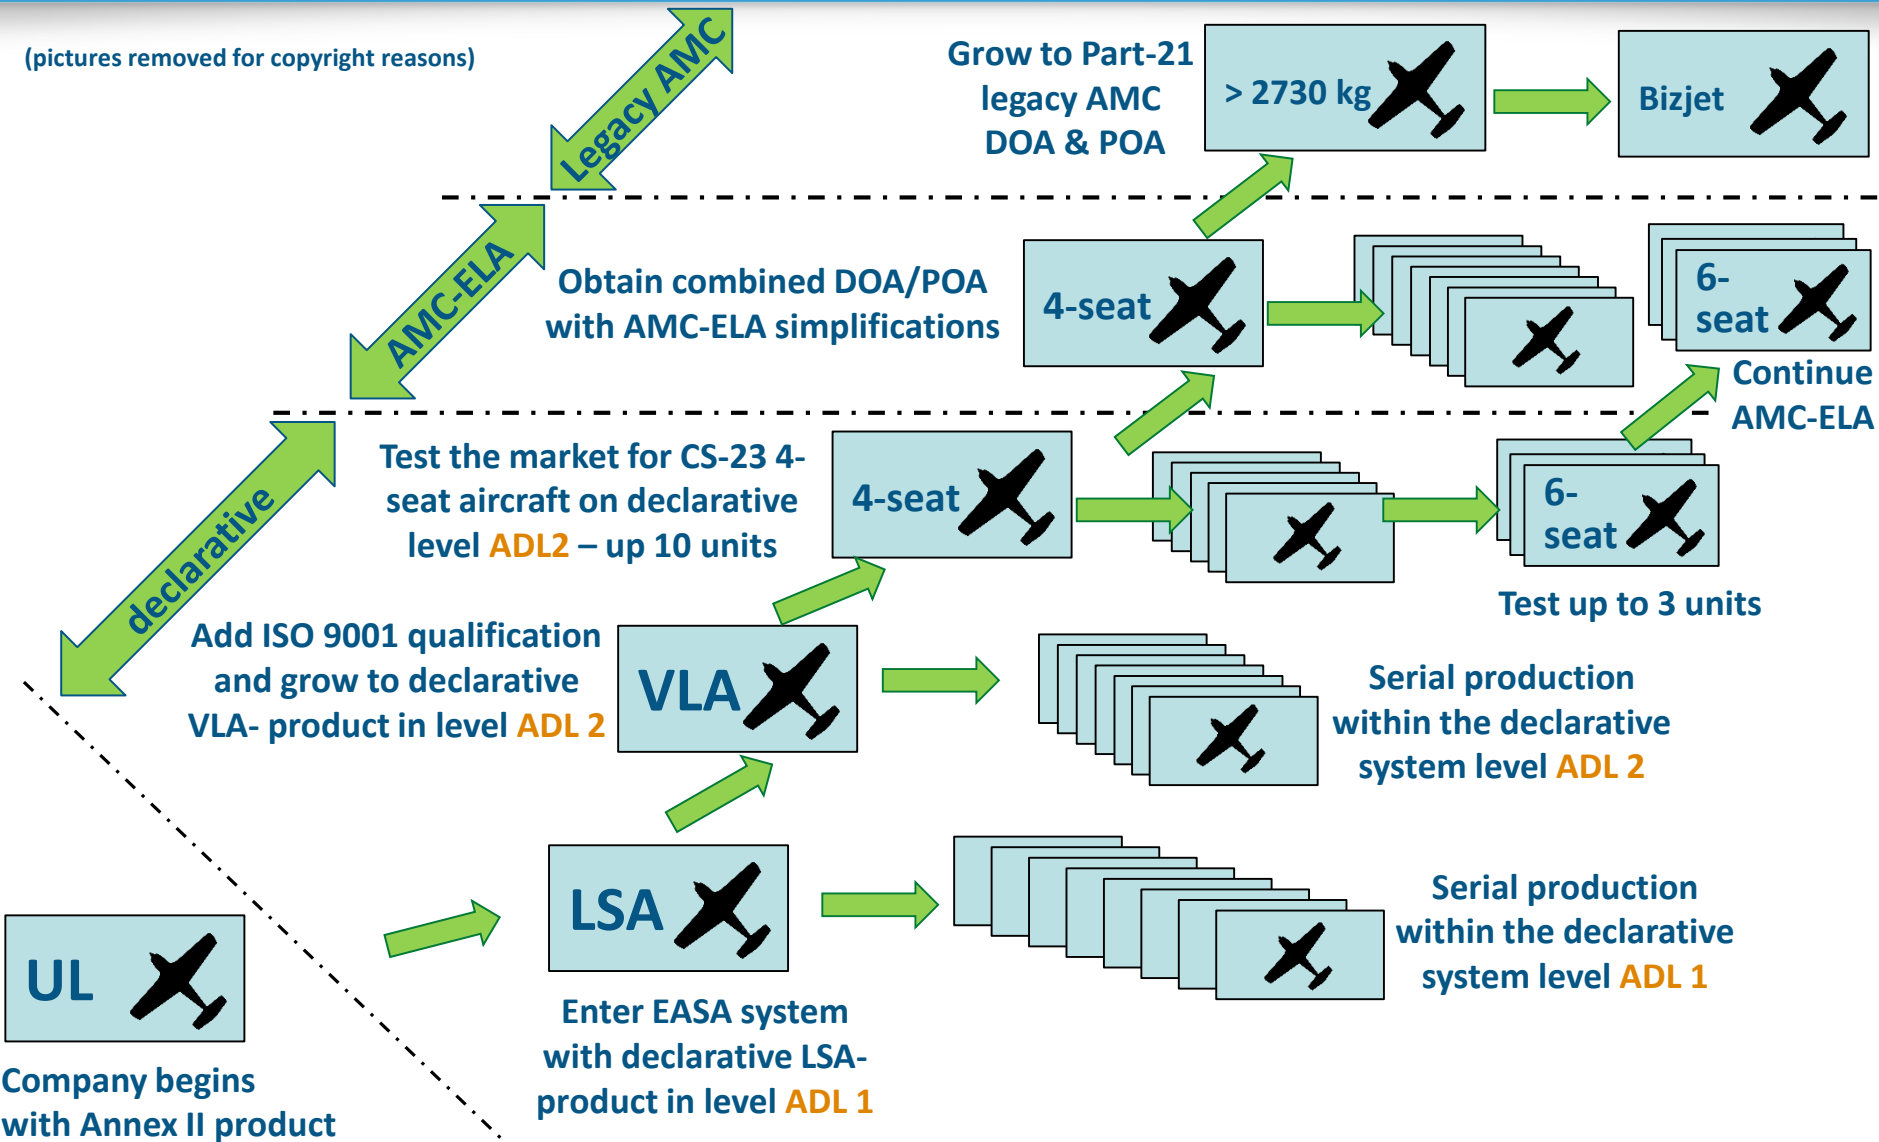 (pictures removed for copyright reasons)
Legacy AMC
Grow to Part-21
legacy AMC
DOA & POA
> 2730 kg
Bizjet
AMC-ELA
Obtain combined DOA/POA
with AMC-ELA simplifications
4-seat
6-
seat
Continue
AMC-ELA
declarative
Test the market for CS-23 4-
seat aircraft on declarative
level ADL2 – up 10 units
4-seat
6-
seat
Test up to 3 units
Add ISO 9001 qualification
and grow to declarative
VLA- product in level ADL 2
VLA
Serial production
within the declarative
system level ADL 2
LSA
Serial production
within the declarative
system level ADL 1
Enter EASA system
with declarative LSA-
product in level ADL 1
UL
Company begins
with Annex II product